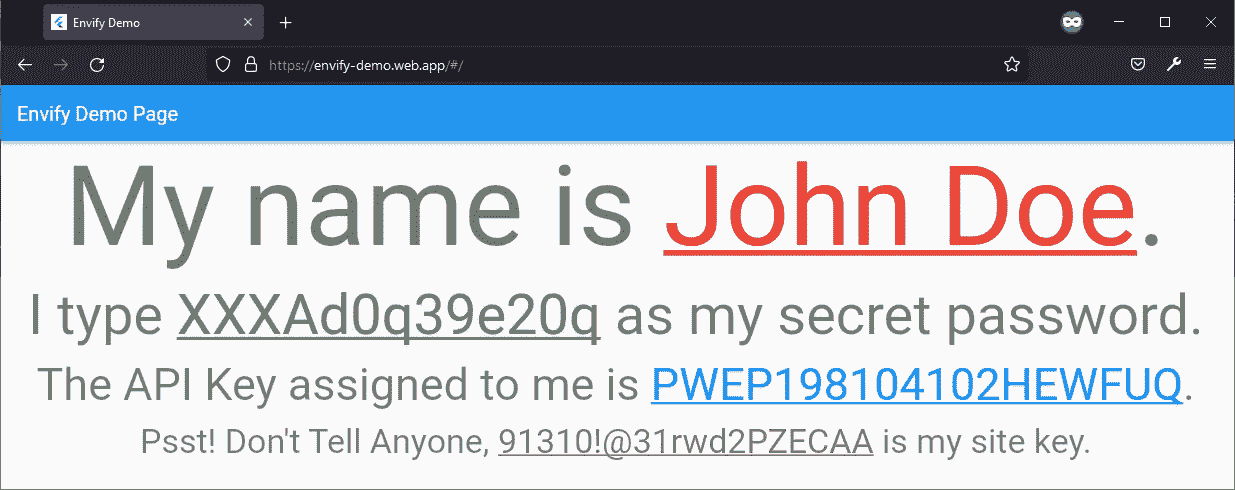 Envify Demo
https://envify-demo.web.app/#/
Envify Demo Page
My name is John Doe.
I type XXXAd0q39e20q as my secret password.
The API Key assigned to me is PWEP198104102HEWFUQ.
Psst! Don't Tell Anyone, 91310!@31rwd2PZECAA is my site key.